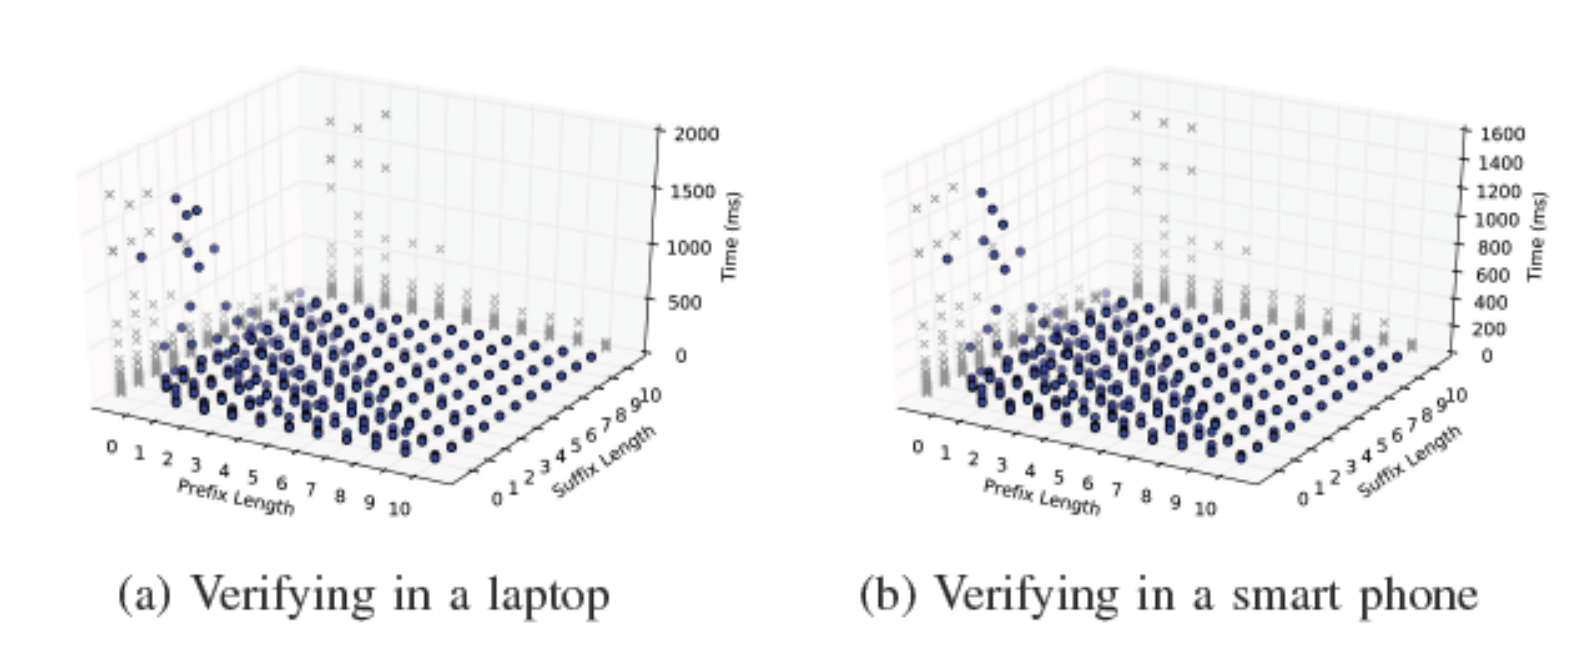 2000
1500
1000
500
0
Time (ms)
0 1 2 3 4 5 6 7 8 9 10
Prefix Length
0 1 2 3 4 5 6 7 8 9 10
Suffix Length
(a) Verifying in a laptop
1600
1400
1200
1000
800
600
400
200
0
Time (ms)
0 1 2 3 4 5 6 7 8 9 10
Prefix Length
0 1 2 3 4 5 6 7 8 9 10
Suffix Length
(b) Verifying in a smart phone